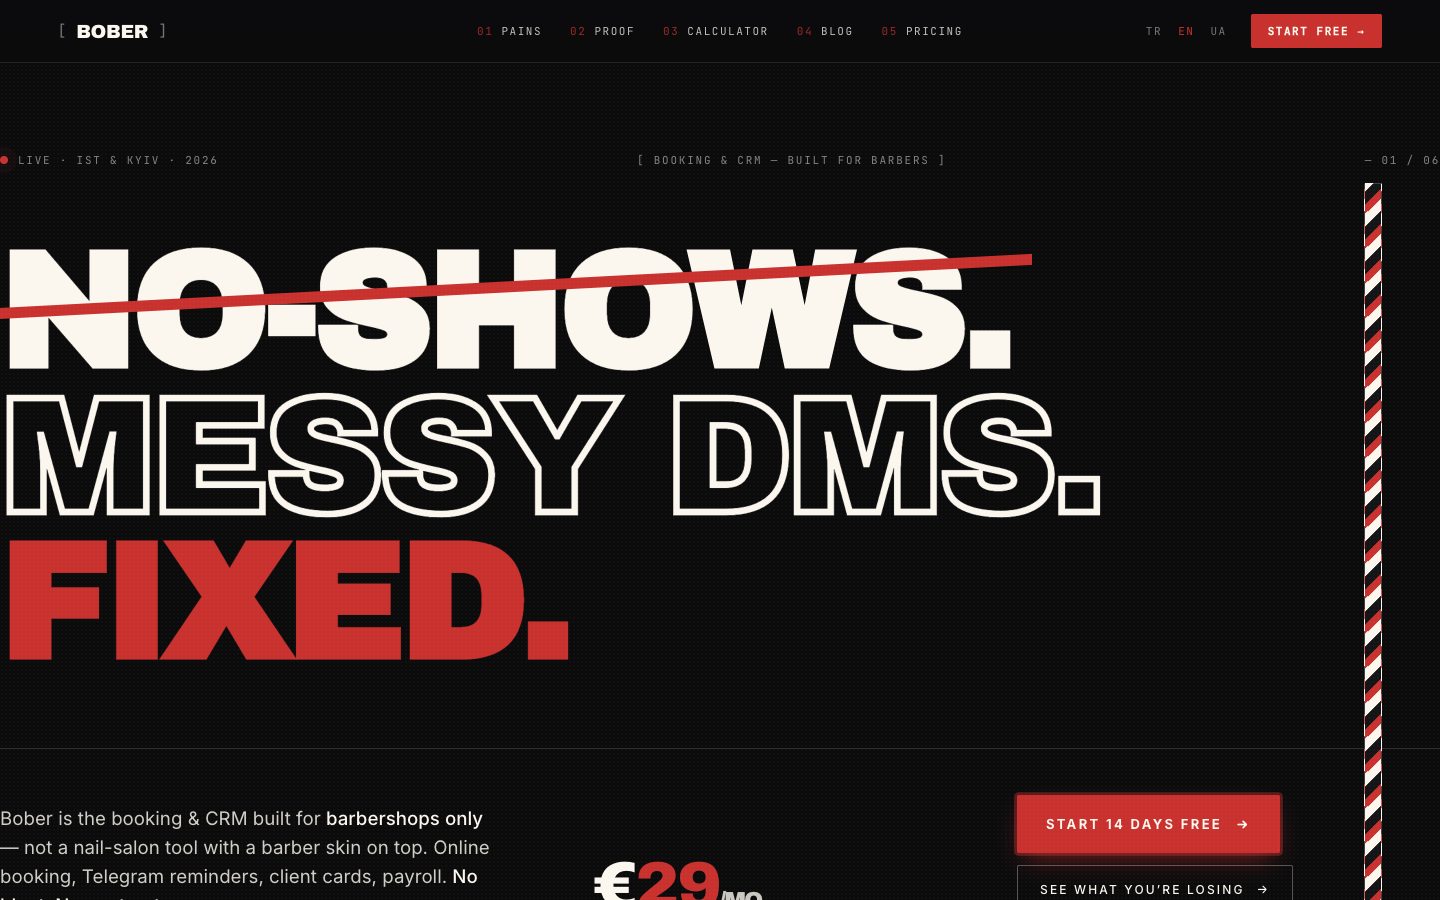 [ BOBER ]
01 PAINS 02 PROOF 03 CALCULATOR 04 BLOG 05 PRICING
TR EN UA
START FREE →
LIVE · IST & KYIV · 2026
[ BOOKING & CRM — BUILT FOR BARBERS ]
— 01 / 06
NO-SHOWS.
MESSY DMS.
FIXED.
Bober is the booking & CRM built for barbershops only
— not a nail-salon tool with a barber skin on top. Online
booking, Telegram reminders, client cards, payroll. No
€29/MO
START 14 DAYS FREE →
SEE WHAT YOU’RE LOSING →